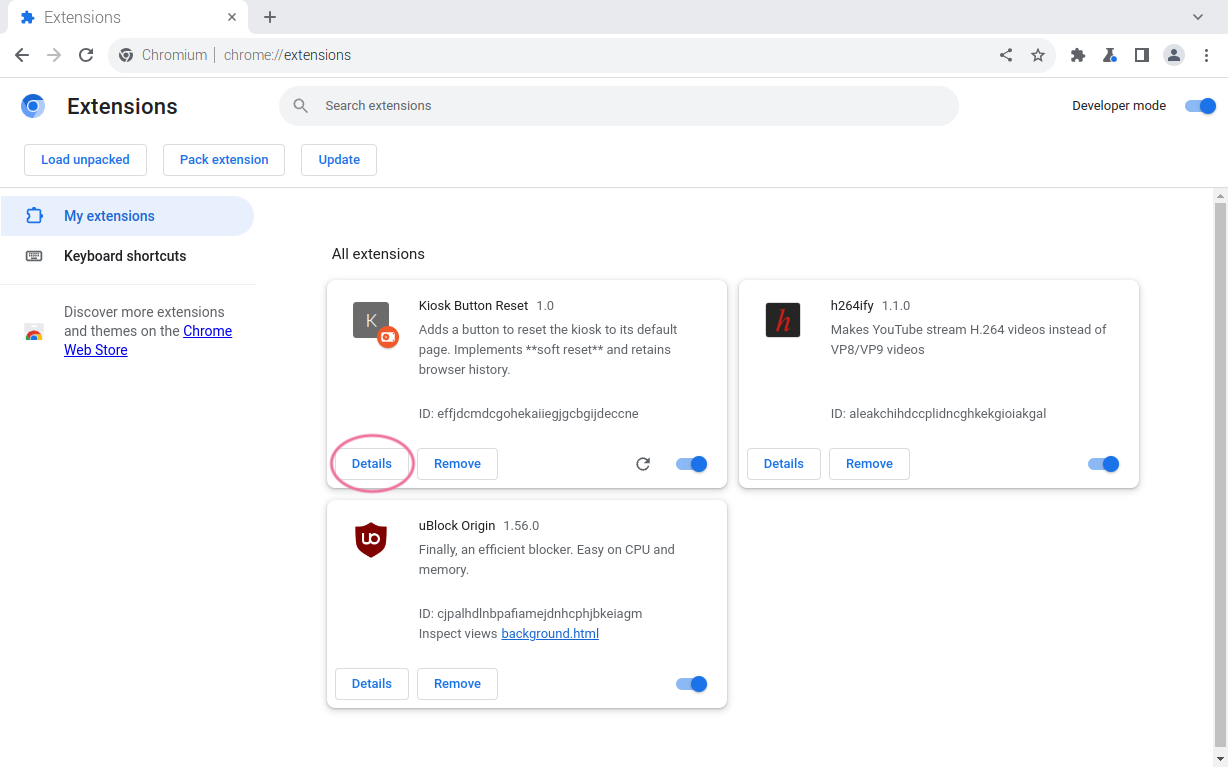 Extensions
Chromium | chrome://extensions
Extensions
Search extensions
Developer mode
Load unpacked
Pack extension
Update
My extensions
Keyboard shortcuts
Discover more extensions
and themes on the Chrome
Web Store
All extensions
K
Kiosk Button Reset 1.0
Adds a button to reset the kiosk to its default
page. Implements **soft reset** and retains
browser history.
ID: effjdcmdcgohekaiiegjgcbgijdeccne
Details
Remove
h
h264ify 1.1.0
Makes YouTube stream H.264 videos instead of
VP8/VP9 videos
ID: aleakchihdccplidncghkekgioiakgal
Details
Remove
uo
uBlock Origin 1.56.0
Finally, an efficient blocker. Easy on CPU and
memory.
ID: cjpalhdlnbpafiamejdnhcphjbkeiagm
Inspect views background.html
Details
Remove